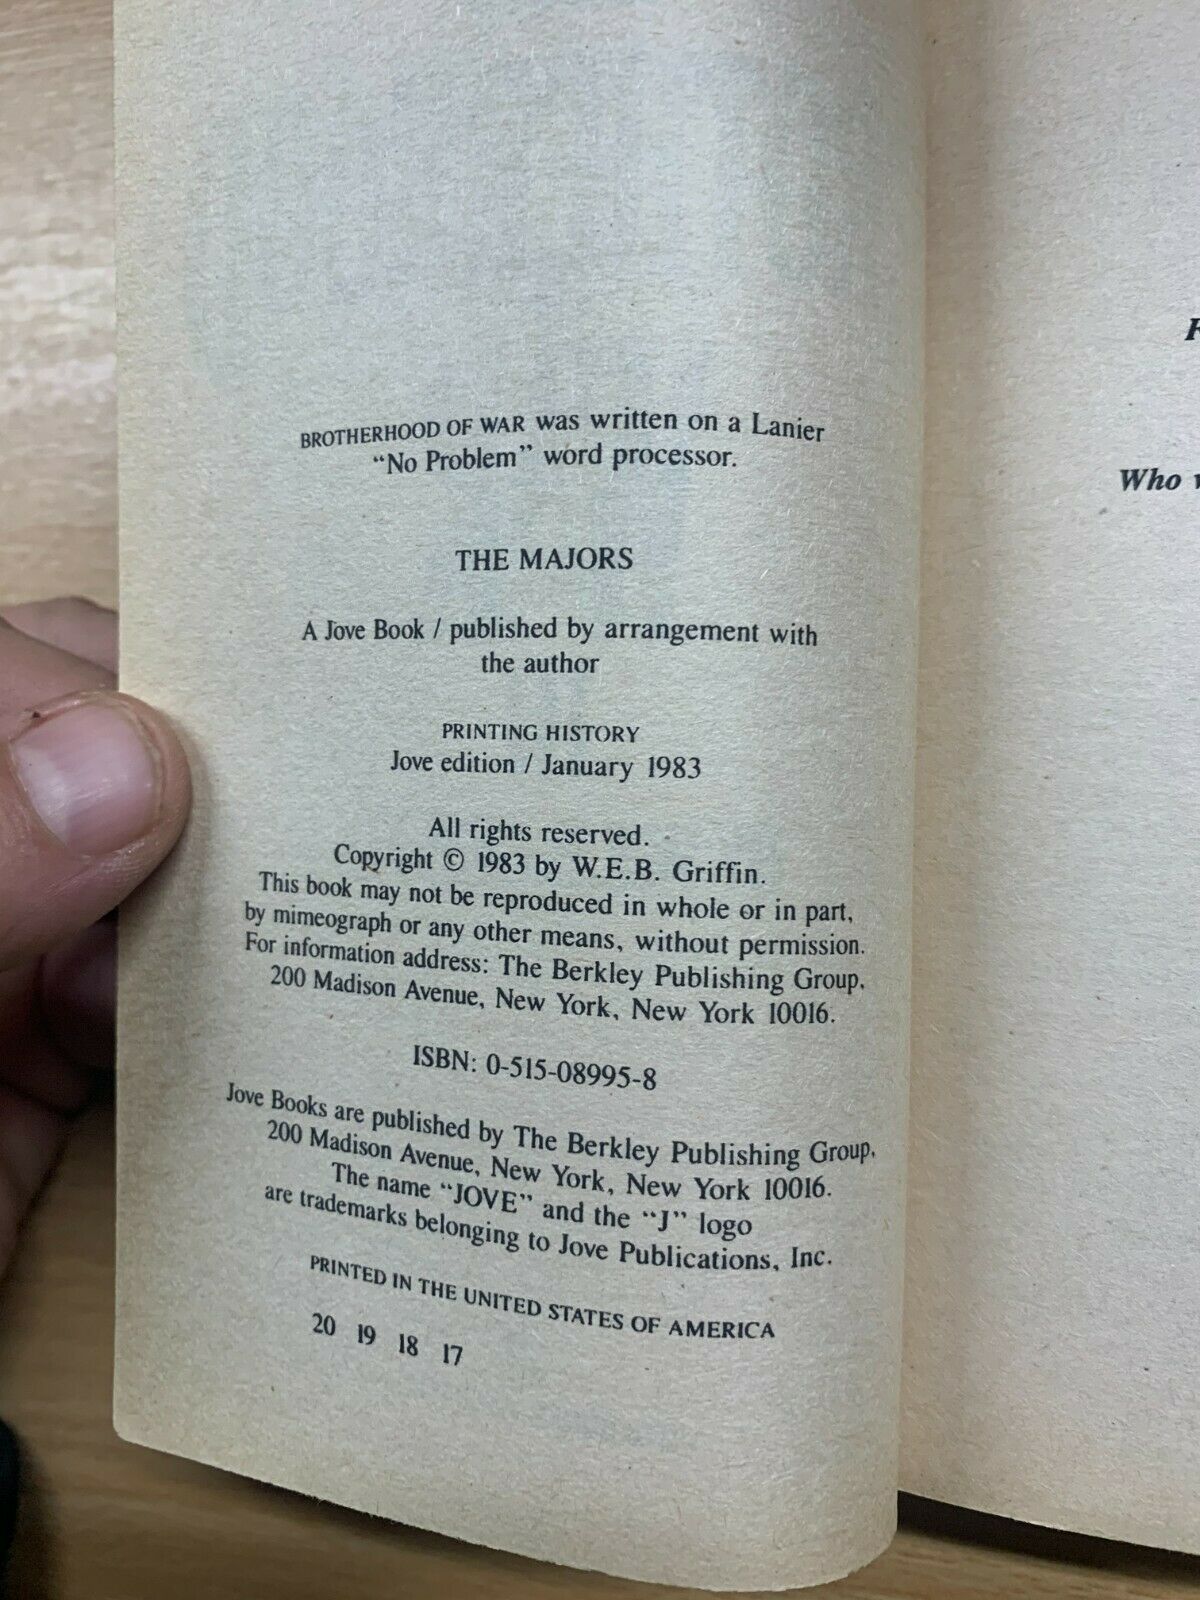 BROTHERHOOD OF WAR was written on a Lanier
“No Problem” word processor.
THE MAJORS
A Jove Book / published by arrangement with
the author
PRINTING HISTORY
Jove edition / January 1983
All rights reserved.
Copyright © 1983 by W.E.B. Griffin.
This book may not be reproduced in whole or in part,
by mimeograph or any other means, without permission.
For information address: The Berkley Publishing Group,
200 Madison Avenue, New York, New York 10016.
ISBN: 0-515-08995-8
Jove Books are published by The Berkley Publishing Group,
200 Madison Avenue, New York, New York 10016.
The name “JOVE” and the “J” logo
are trademarks belonging to Jove Publications, Inc.
PRINTED IN THE UNITED STATES OF AMERICA
20 19 18 17
Who